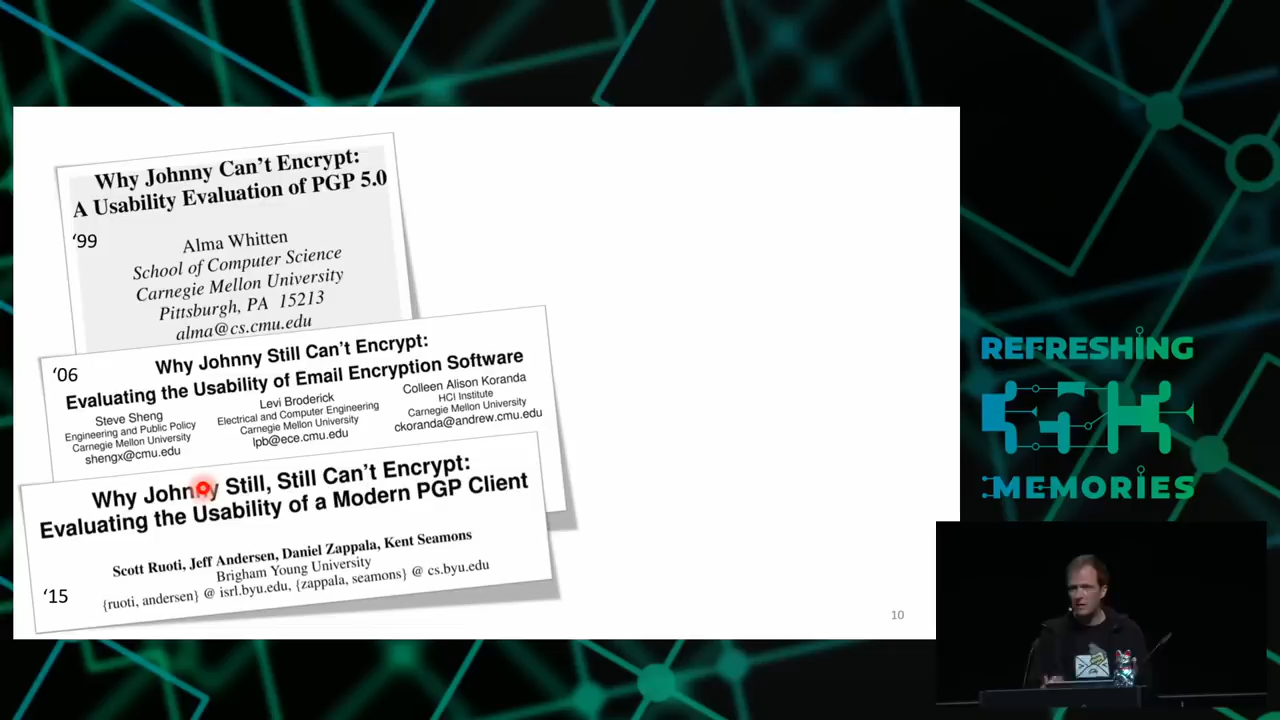 Why Johnny Can't Encrypt:
A Usability Evaluation of PGP 5.0
‘99
Alma Whitten
School of Computer Science
Carnegie Mellon University
Pittsburgh, PA 15213
alma@cs.cmu.edu
‘06
Why Johnny Still Can't Encrypt:
Evaluating the Usability of Email Encryption Software
Steve Sheng
Engineering and Public Policy
Carnegie Mellon University
shengx@cmu.edu
Levi Broderick
Electrical and Computer Engineering
Carnegie Mellon University
lpb@ece.cmu.edu
Colleen Alison Koranda
HCI Institute
Carnegie Mellon University
ckoranda@andrew.cmu.edu
Why Johnny Still, Still Can't Encrypt:
Evaluating the Usability of a Modern PGP Client
Scott Ruoti, Jeff Andersen, Daniel Zappala, Kent Seamons
Brigham Young University
{ruoti, andersen} @ isrl.byu.edu, {zappala, seamons} @ cs.byu.edu
‘15
10
REFRESHING
MEMORIES